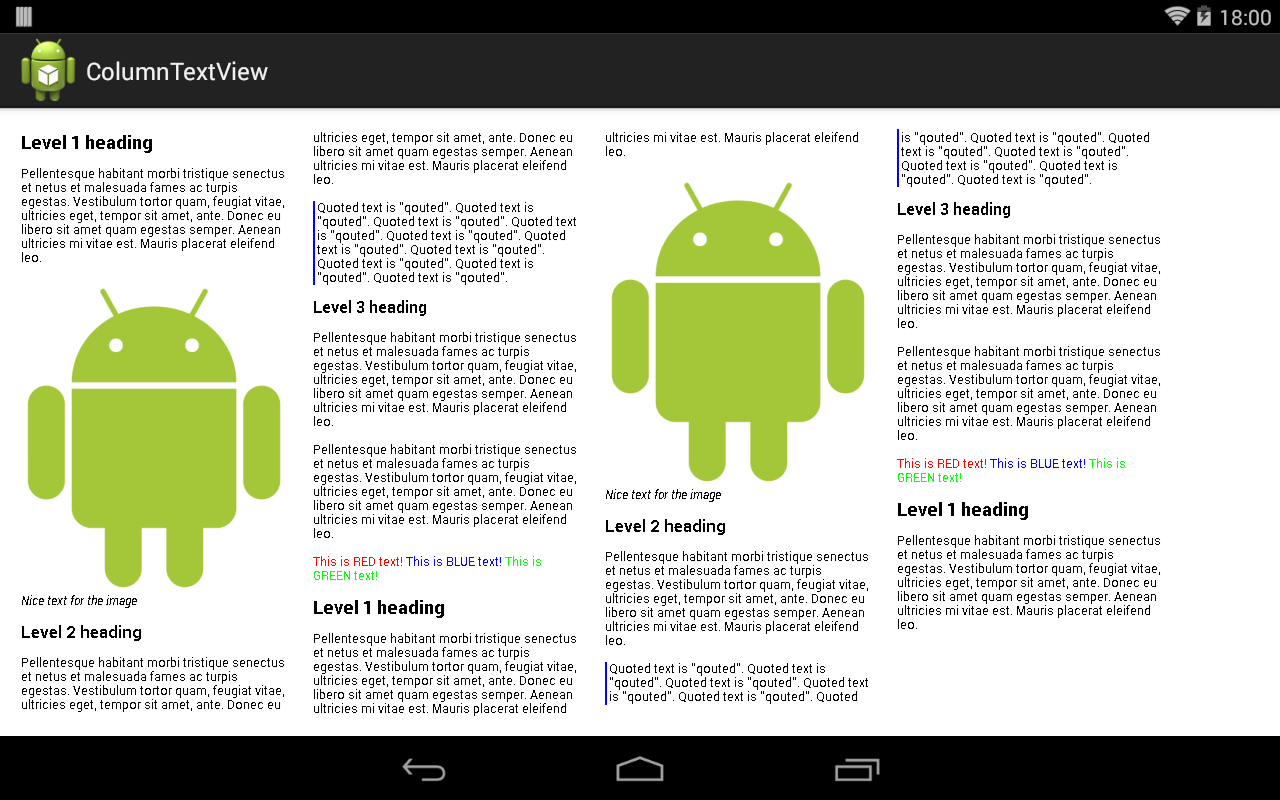 18:00
ColumnTextView
Level 1 heading
Pellentesque habitant morbi tristique senectus
et netus et malesuada fames ac turpis
egestas. Vestibulum tortor quam, feugiat vitae,
ultricies eget, tempor sit amet, ante. Donec eu
libero sit amet quam egestas semper. Aenean
ultricies mi vitae est. Mauris placerat eleifend
leo.
Nice text for the image
Level 2 heading
Pellentesque habitant morbi tristique senectus
et netus et malesuada fames ac turpis
egestas. Vestibulum tortor quam, feugiat vitae,
ultricies eget, tempor sit amet, ante. Donec eu
ultricies eget, tempor sit amet, ante. Donec eu
libero sit amet quam egestas semper. Aenean
ultricies mi vitae est. Mauris placerat eleifend
leo.
Quoted text is "qouted". Quoted text is
"qouted". Quoted text is "qouted". Quoted text
is "qouted". Quoted text is "qouted". Quoted
text is "qouted". Quoted text is "qouted".
Quoted text is "qouted". Quoted text is
"qouted". Quoted text is "qouted".
Level 3 heading
Pellentesque habitant morbi tristique senectus
et netus et malesuada fames ac turpis
egestas. Vestibulum tortor quam, feugiat vitae,
ultricies eget, tempor sit amet, ante. Donec eu
libero sit amet quam egestas semper. Aenean
ultricies mi vitae est. Mauris placerat eleifend
leo.
Pellentesque habitant morbi tristique senectus
et netus et malesuada fames ac turpis
egestas. Vestibulum tortor quam, feugiat vitae,
ultricies eget, tempor sit amet, ante. Donec eu
libero sit amet quam egestas semper. Aenean
ultricies mi vitae est. Mauris placerat eleifend
leo.
This is RED text! This is BLUE text! This is
GREEN text!
Level 1 heading
Pellentesque habitant morbi tristique senectus
et netus et malesuada fames ac turpis
egestas. Vestibulum tortor quam, feugiat vitae,
ultricies eget, tempor sit amet, ante. Donec eu
libero sit amet quam egestas semper. Aenean
ultricies mi vitae est. Mauris placerat eleifend
ultricies mi vitae est. Mauris placerat eleifend
leo.
Nice text for the image
Level 2 heading
Pellentesque habitant morbi tristique senectus
et netus et malesuada fames ac turpis
egestas. Vestibulum tortor quam, feugiat vitae,
ultricies eget, tempor sit amet, ante. Donec eu
libero sit amet quam egestas semper. Aenean
ultricies mi vitae est. Mauris placerat eleifend
leo.
Quoted text is "qouted". Quoted text is
"qouted". Quoted text is "qouted". Quoted text
is "qouted". Quoted text is "qouted". Quoted
is "qouted". Quoted text is "qouted". Quoted
text is "qouted". Quoted text is "qouted".
Quoted text is "qouted". Quoted text is
"qouted". Quoted text is "qouted".
Level 3 heading
Pellentesque habitant morbi tristique senectus
et netus et malesuada fames ac turpis
egestas. Vestibulum tortor quam, feugiat vitae,
ultricies eget, tempor sit amet, ante. Donec eu
libero sit amet quam egestas semper. Aenean
ultricies mi vitae est. Mauris placerat eleifend
leo.
Pellentesque habitant morbi tristique senectus
et netus et malesuada fames ac turpis
egestas. Vestibulum tortor quam, feugiat vitae,
ultricies eget, tempor sit amet, ante. Donec eu
libero sit amet quam egestas semper. Aenean
ultricies mi vitae est. Mauris placerat eleifend
leo.
This is RED text! This is BLUE text! This is
GREEN text!
Level 1 heading
Pellentesque habitant morbi tristique senectus
et netus et malesuada fames ac turpis
egestas. Vestibulum tortor quam, feugiat vitae,
ultricies eget, tempor sit amet, ante. Donec eu
libero sit amet quam egestas semper. Aenean
ultricies mi vitae est. Mauris placerat eleifend
leo.